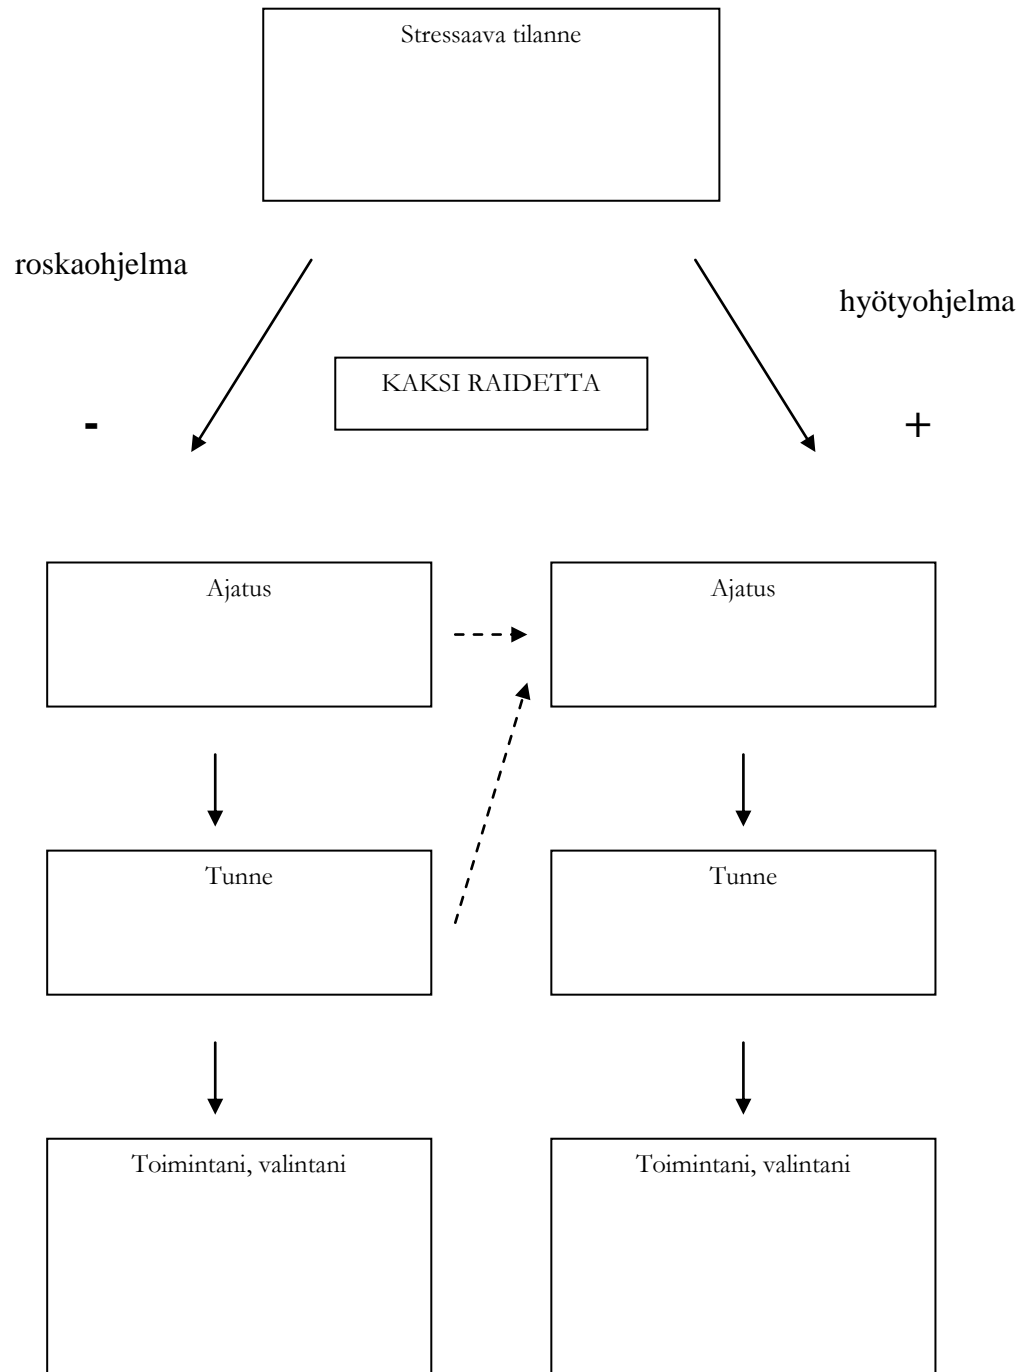 Stressaava tilanne
roskaohjelma
hyötyohjelma
KAKSI RAIDETTA
-
+
Ajatus
Ajatus
Tunne
Tunne
Toimintani, valintani
Toimintani, valintani